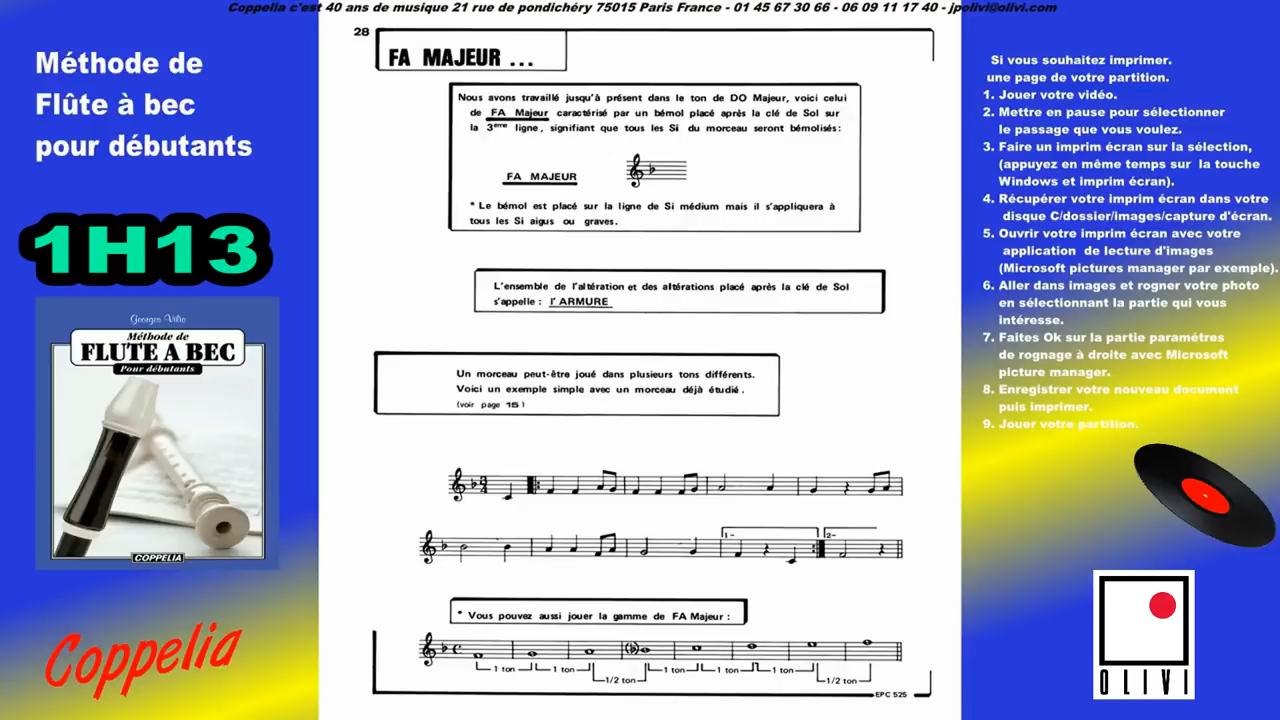 Coppelia c'est 40 ans de musique 21 rue de pondichéry 75015 Paris France - 01 45 67 30 66 - 06 09 11 17 40 - jpolivi@olivi.com
Méthode de
Flûte à bec
pour débutants
1H13
Georges Vilio
Méthode de
FLUTE A BEC
Pour débutants
COPPELIA
Coppelia
28
FA MAJEUR ...
Nous avons travaillé jusqu'à présent dans le ton de DO Majeur, voici celui
de FA Majeur caractérisé par un bémol placé après la clé de Sol sur
la 3eme ligne, signifiant que tous les Si du morceau seront bémolisés:
FA MAJEUR
* Le bémol est placé sur la ligne de Si médium mais il s'appliquera à
tous les Si aigus ou graves.
L'ensemble de l'altération et des altérations placé après la clé de Sol
s'appelle : l' ARMURE
Un morceau peut-être joué dans plusieurs tons différents.
Voici un exemple simple avec un morceau déjà étudié.
(voir page 15)
3
4
1-
2-
* Vous pouvez aussi jouer la gamme de FA Majeur :
1 ton
1 ton
1/2 ton
1 ton
1 ton
1 ton
1/2 ton
EPC 525
Si vous souhaitez imprimer.
une page de votre partition.
1. Jouer votre vidéo.
2. Mettre en pause pour sélectionner
le passage que vous voulez.
3. Faire un imprim écran sur la sélection,
(appuyez en même temps sur la touche
Windows et imprim écran).
4. Récupérer votre imprim écran dans votre
disque C/dossier/images/capture d'écran.
5. Ouvrir votre imprim écran avec votre
application de lecture d'images
(Microsoft pictures manager par exemple).
6. Aller dans images et rogner votre photo
en sélectionnant la partie qui vous
intéresse.
7. Faites Ok sur la partie paramétres
de rognage à droite avec Microsoft
picture manager.
8. Enregistrer votre nouveau document
puis imprimer.
9. Jouer votre partition.
OLIVI